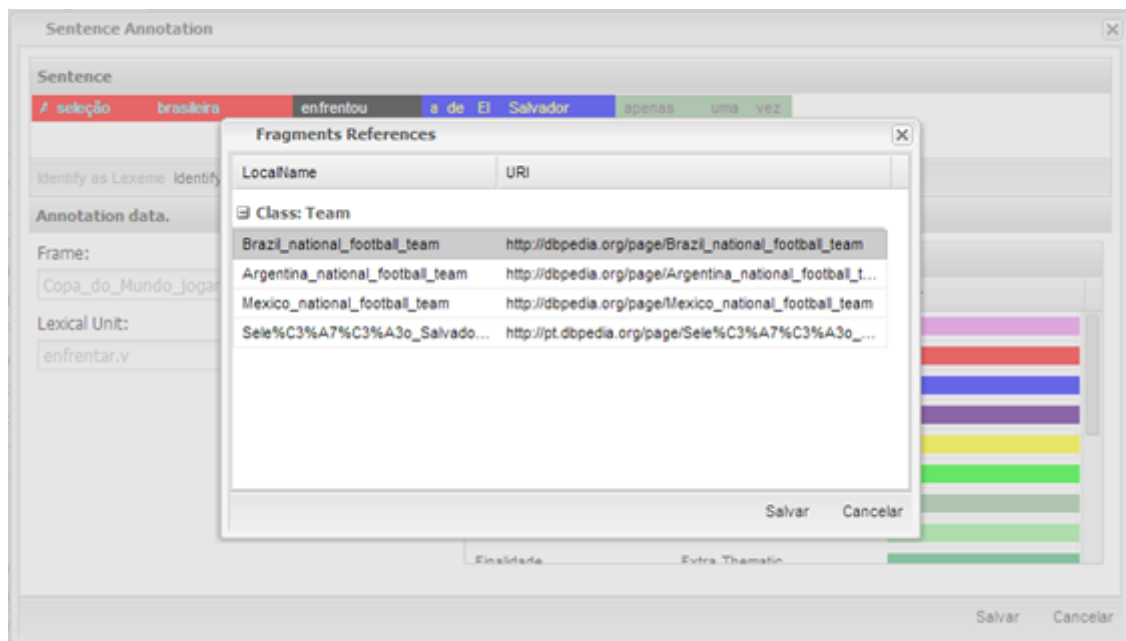 Sentence Annotation
Sentence
A seleção brasileira enfrentou a de El Salvador apenas uma vez
Fragments References
Identify as Lexeme Identify
LocalName URI
Annotation data.
Class: Team
Frame:
Brazil_national_football_team http://dbpedia.org/page/Brazil_national_football_team
Argentina_national_football_team http://dbpedia.org/page/Argentina_national_football_t...
Copa_do_Mundo_jogar
Mexico_national_football_team http://dbpedia.org/page/Mexico_national_football_team
Lexical Unit:
Sele%C3%A7%C3%A3o_Salvado... http://pt.dbpedia.org/page/Sele%C3%A7%C3%A3o_...
enfrentar.v
Salvar Cancelar
Finalidade Extra Thematic
Salvar Cancelar